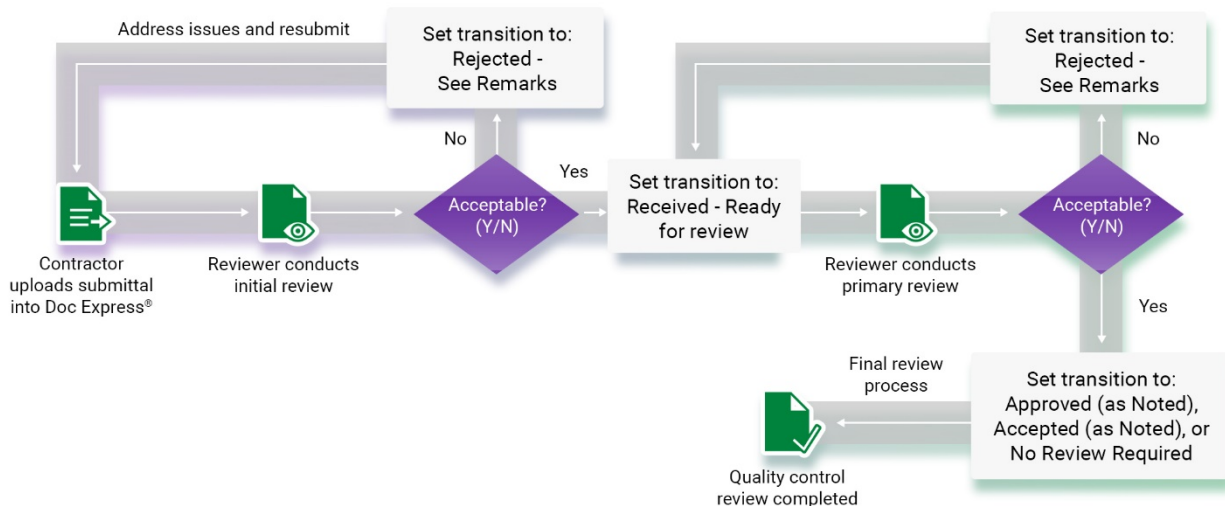 Address issues and resubmit
Set transition to:
Rejected -
See Remarks
Set transition to:
Rejected -
See Remarks
No
No
Yes
Acceptable?
(Y/N)
Set transition to:
Received - Ready
for review
Acceptable?
(Y/N)
Contractor
uploads submittal
into Doc Express®
Reviewer conducts
initial review
Reviewer conducts
primary review
Yes
Final review
process
Set transition to:
Approved (as Noted),
Accepted (as Noted), or
No Review Required
Quality control
review completed